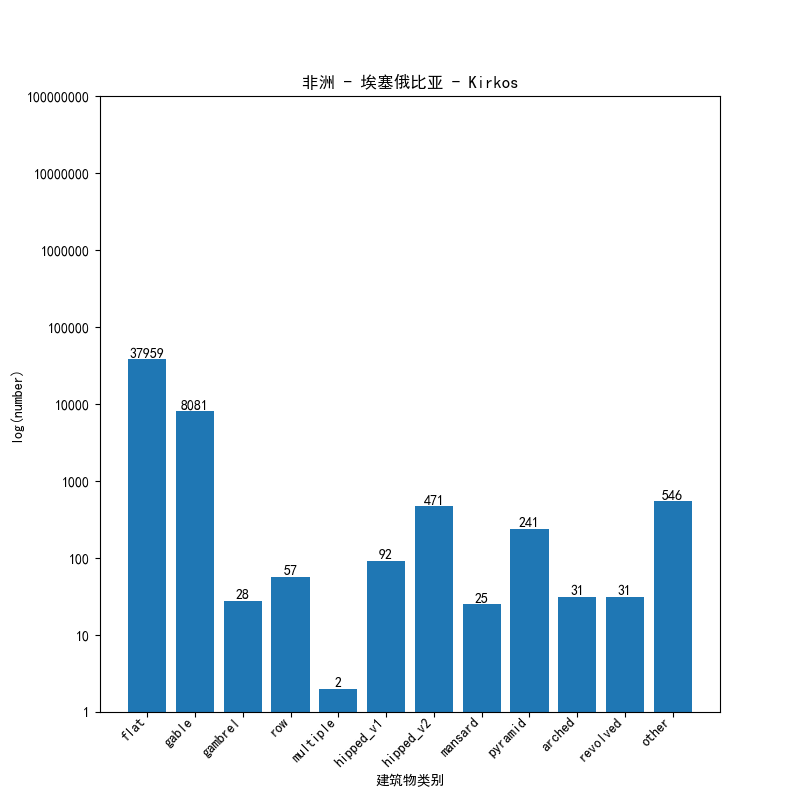 非洲 - 埃塞俄比亚 - Kirkos
100000000
10000000
1000000
100000
10000
1000
100
10
1
log(number)
37959
8081
28
57
2
92
471
25
241
31
31
546
flat
gable
gambrel
row
multiple
hipped_v1
hipped_v2
mansard
pyramid
arched
revolved
other
建筑物类别